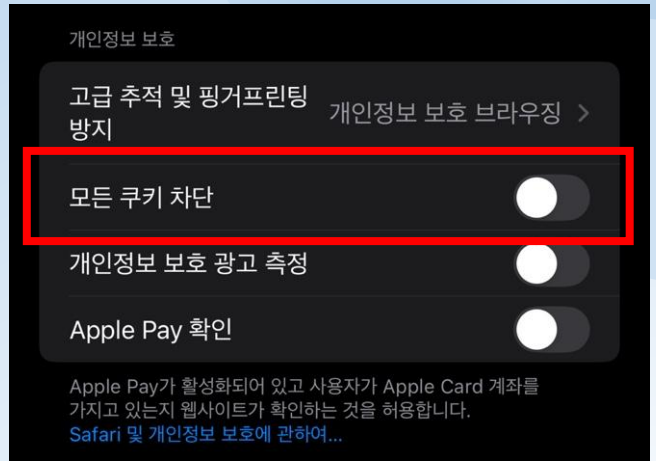 개인정보 보호
고급 추적 및 핑거프린팅
방지
개인정보 보호 브라우징 >
모든 쿠키 차단
개인정보 보호 광고 측정
Apple Pay 확인
Apple Pay가 활성화되어 있고 사용자가 Apple Card 계좌를
가지고 있는지 웹사이트가 확인하는 것을 허용합니다.
Safari 및 개인정보 보호에 관하여...